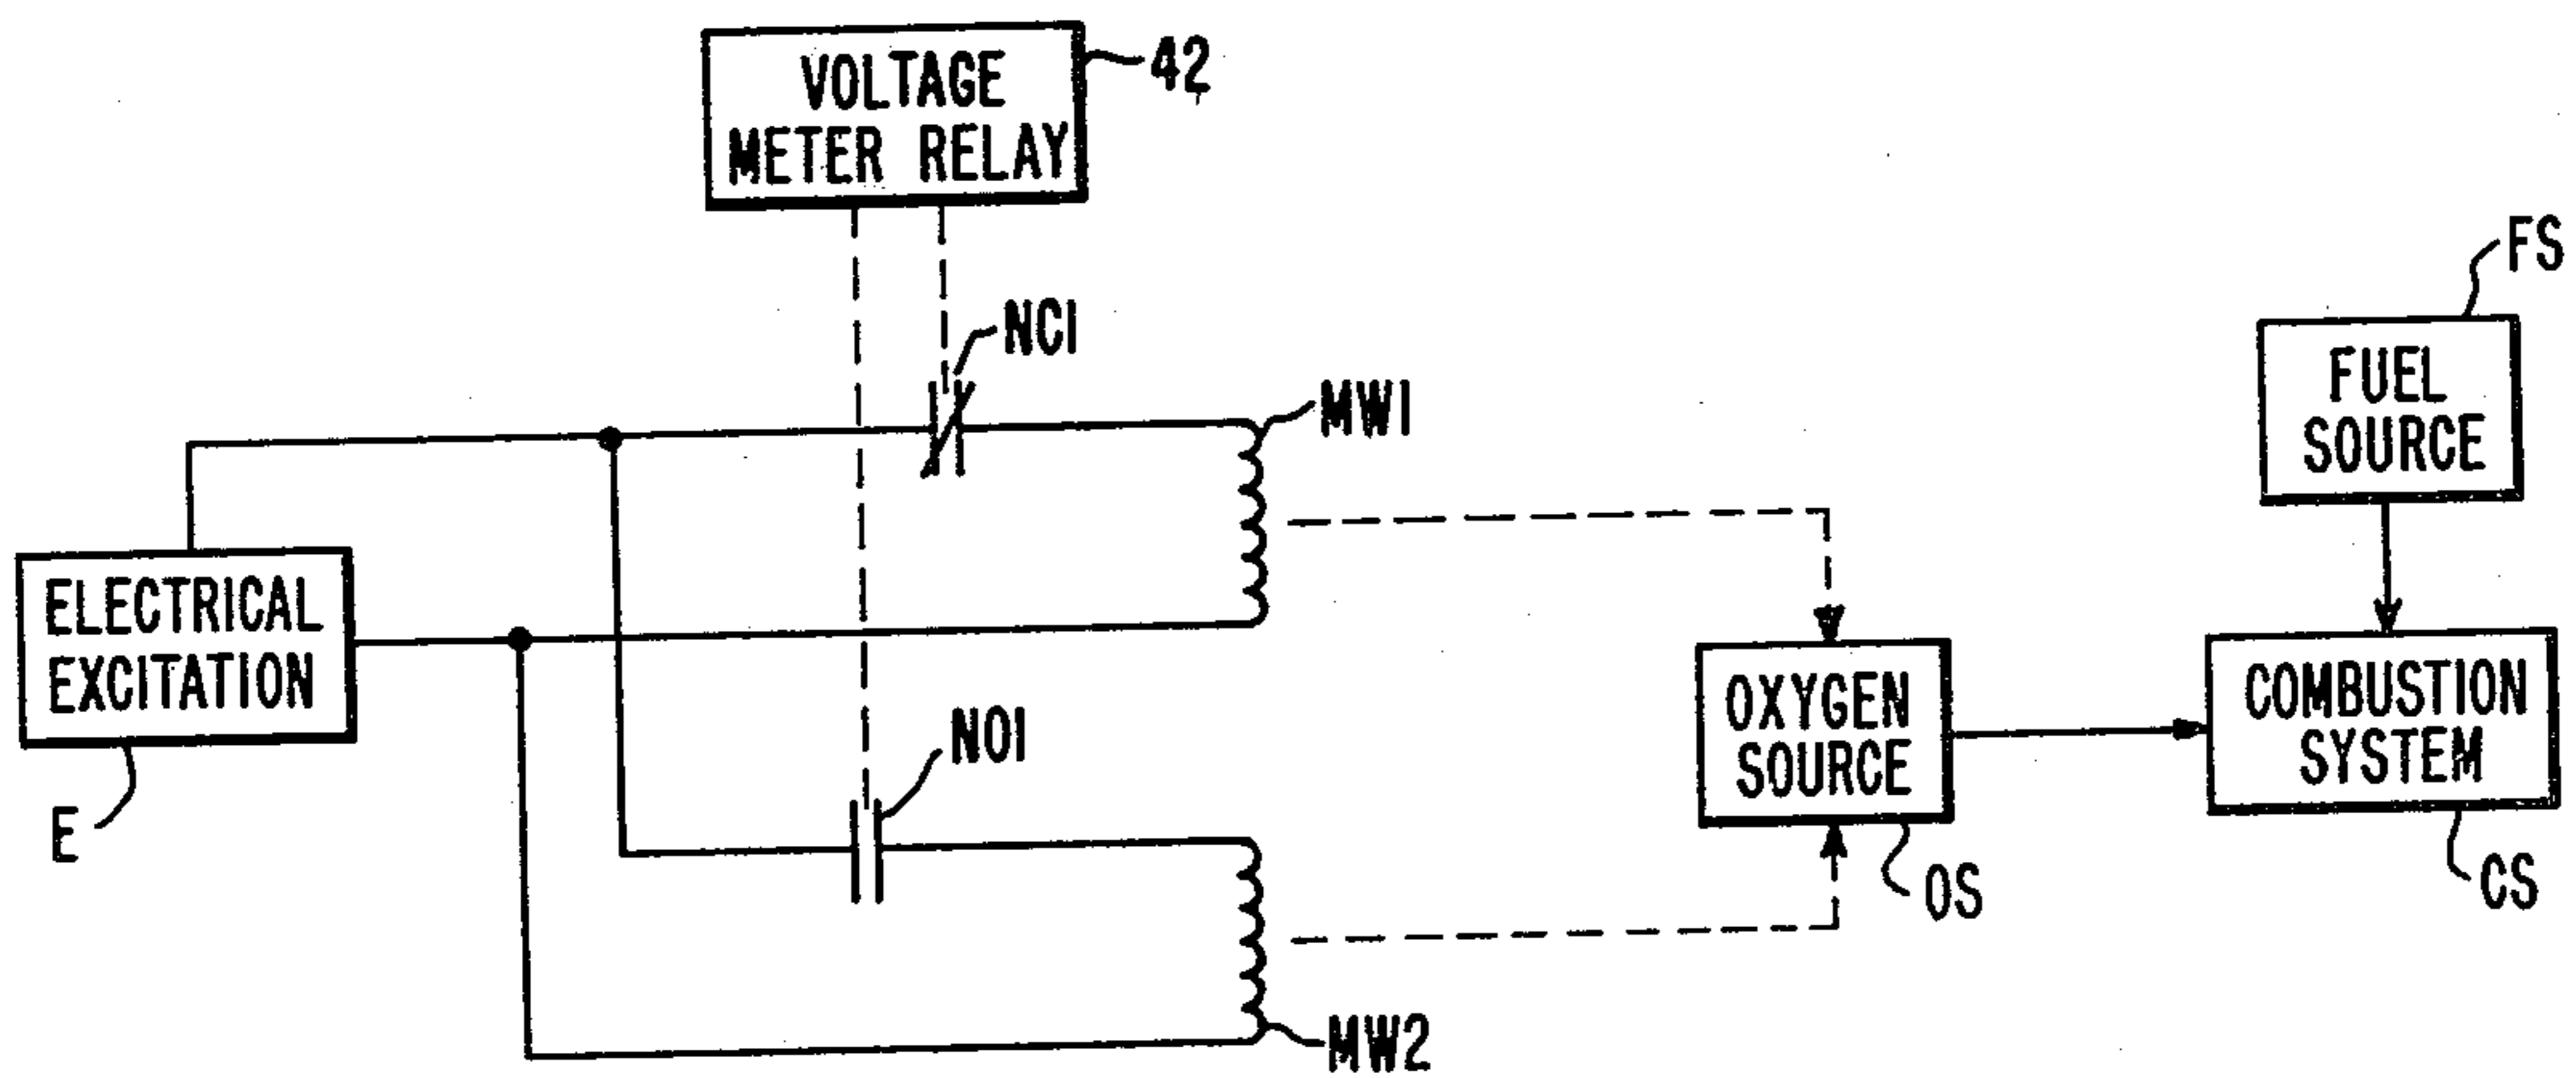 VOLTAGE
METER RELAY
42
NC1
MW1
FS
FUEL
SOURCE
ELECTRICAL
EXCITATION
E
NO1
OXYGEN
SOURCE
OS
COMBUSTION
SYSTEM
CS
MW2